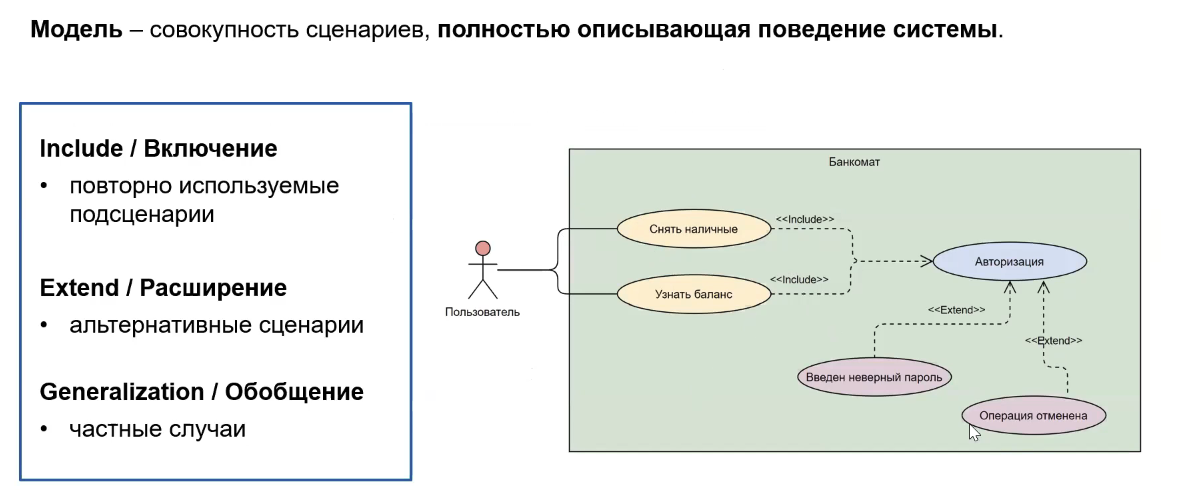 Модель – совокупность сценариев, полностью описывающая поведение системы.
Include / Включение
• повторно используемые
подсценарии
Extend / Расширение
• альтернативные сценарии
Generalization / Обобщение
• частные случаи
Банкомат
Снять наличные
<<Include>>
Авторизация
Узнать баланс
<<Include>>
Пользователь
<<Extend>>
<<Extend>>
Введен неверный пароль
Операция отменена